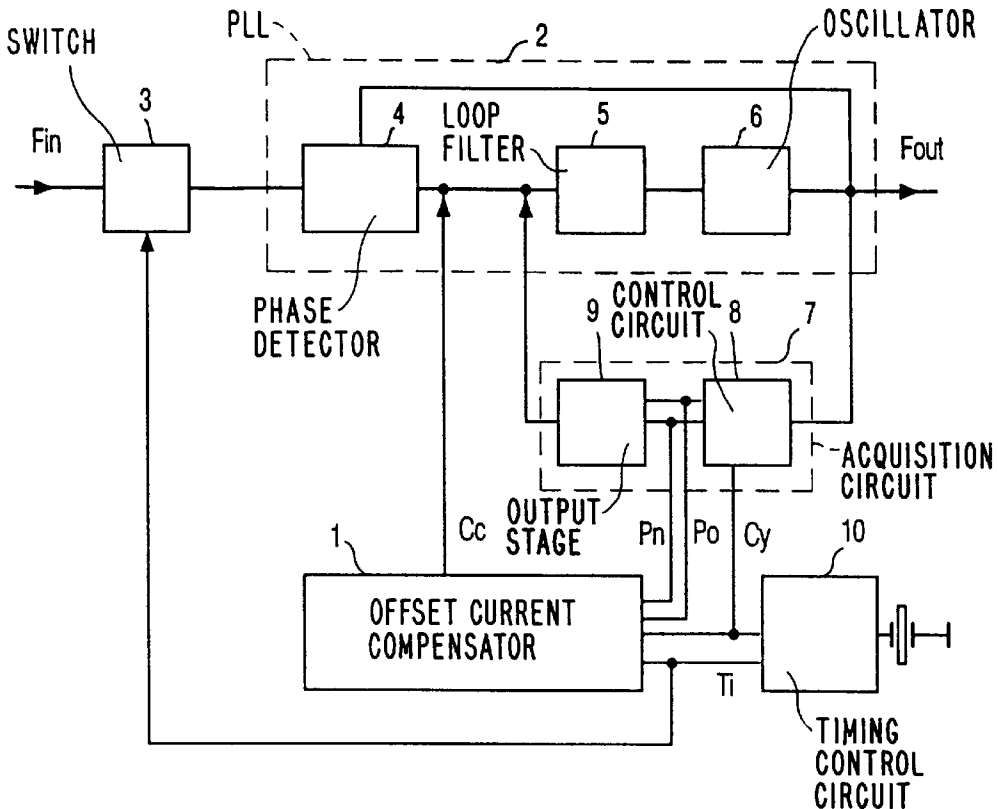 PLL
2
OSCILLATOR
SWITCH
3
4
LOOP
FILTER
5
6
Fin
Fout
PHASE
DETECTOR
9
CONTROL
CIRCUIT
8
7
ACQUISITION
CIRCUIT
OUTPUT
STAGE
Cc
Pn
Po
Cy
1
10
OFFSET CURRENT
COMPENSATOR
Ti
TIMING
CONTROL
CIRCUIT